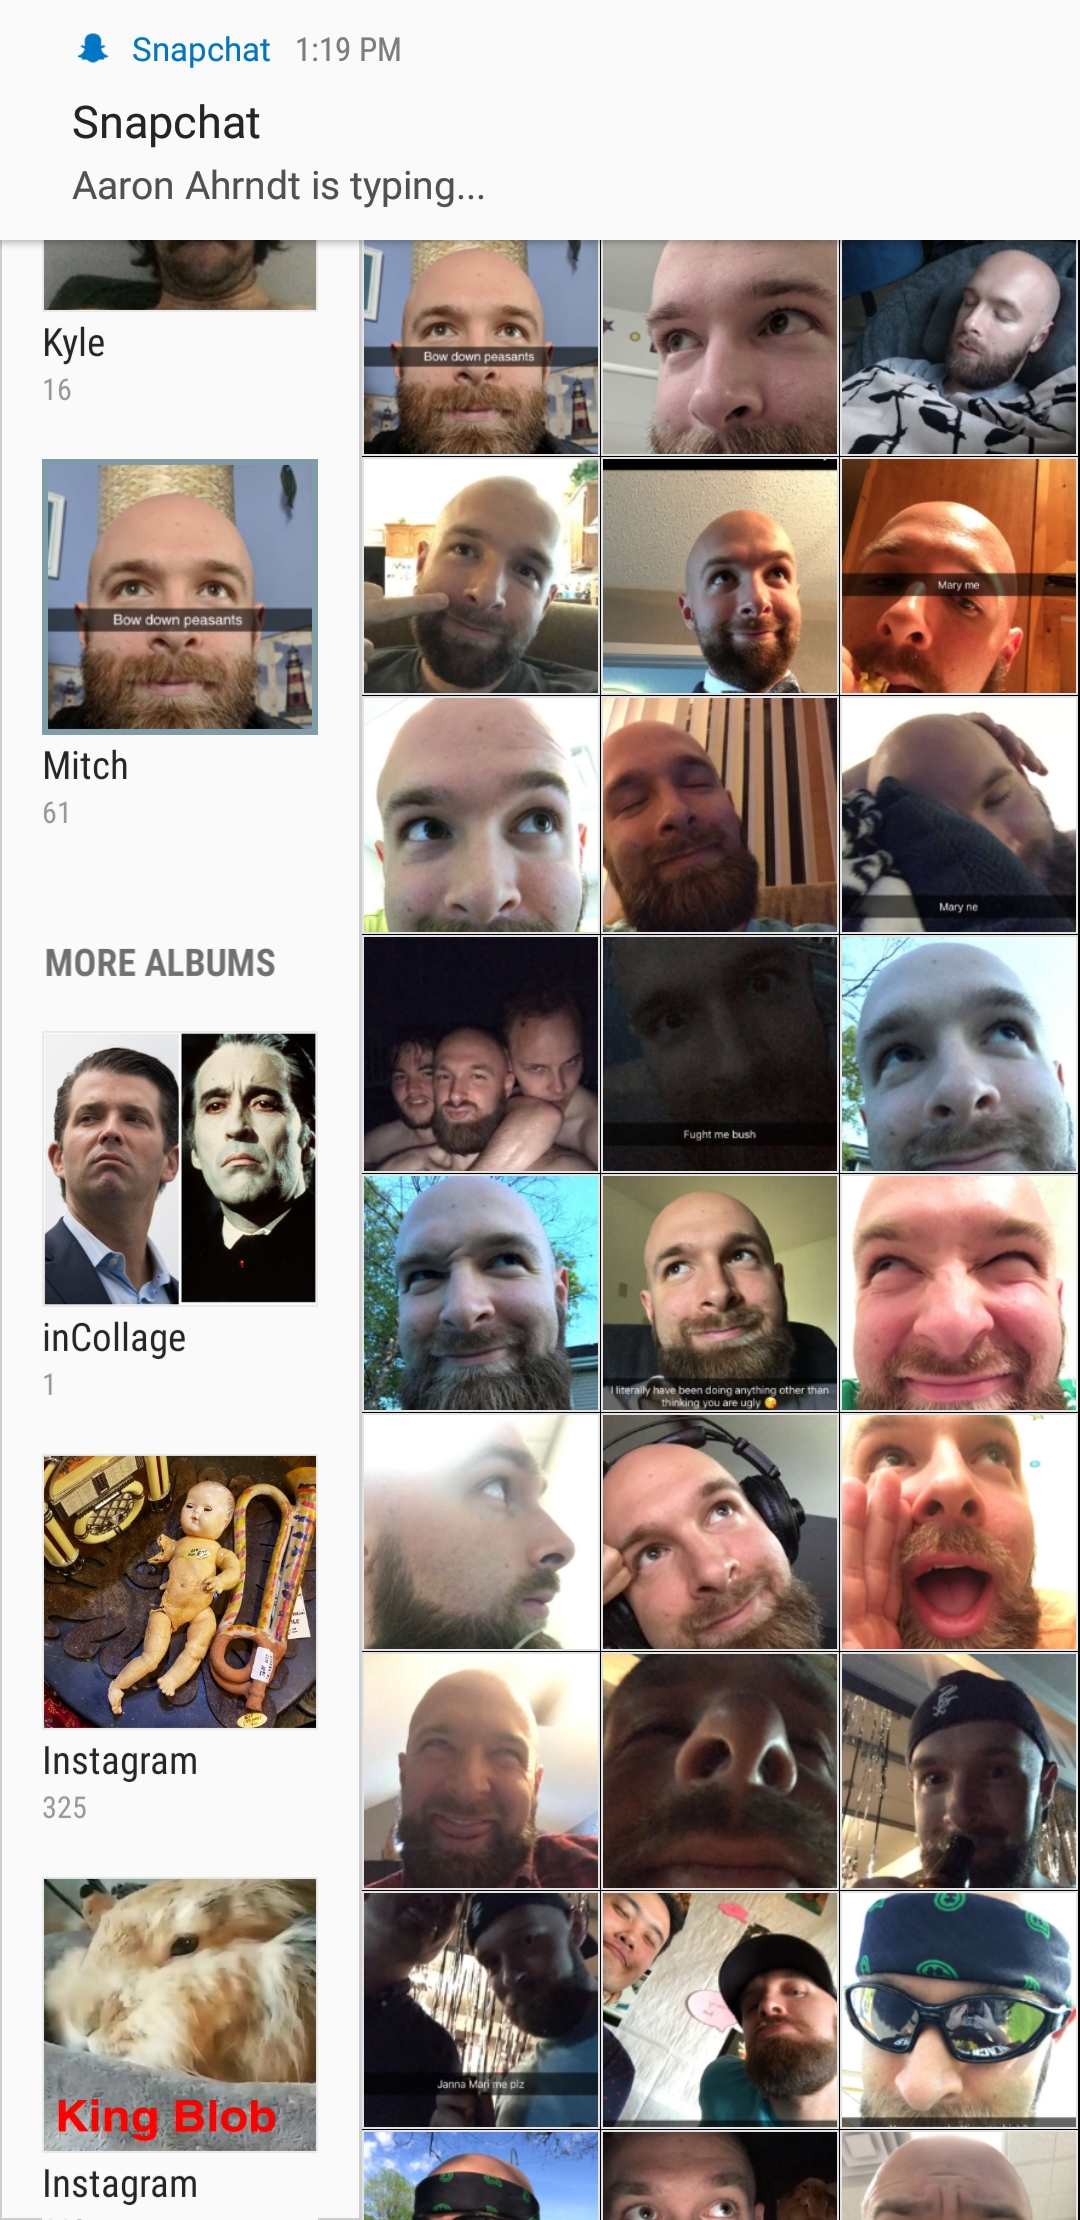 Snapchat 1:19 PM
Snapchat
Aaron Ahrndt is typing...
Kyle
16
Bow down peasants
Mitch
61
MORE ALBUMS
inCollage
1
Instagram
325
King Blob
Instagram
Bow down peasants
Mary me
Mary ne
Fught me bush
I literally have been doing anything other than
thinking you are ugly 😘
Janna Mari me plz